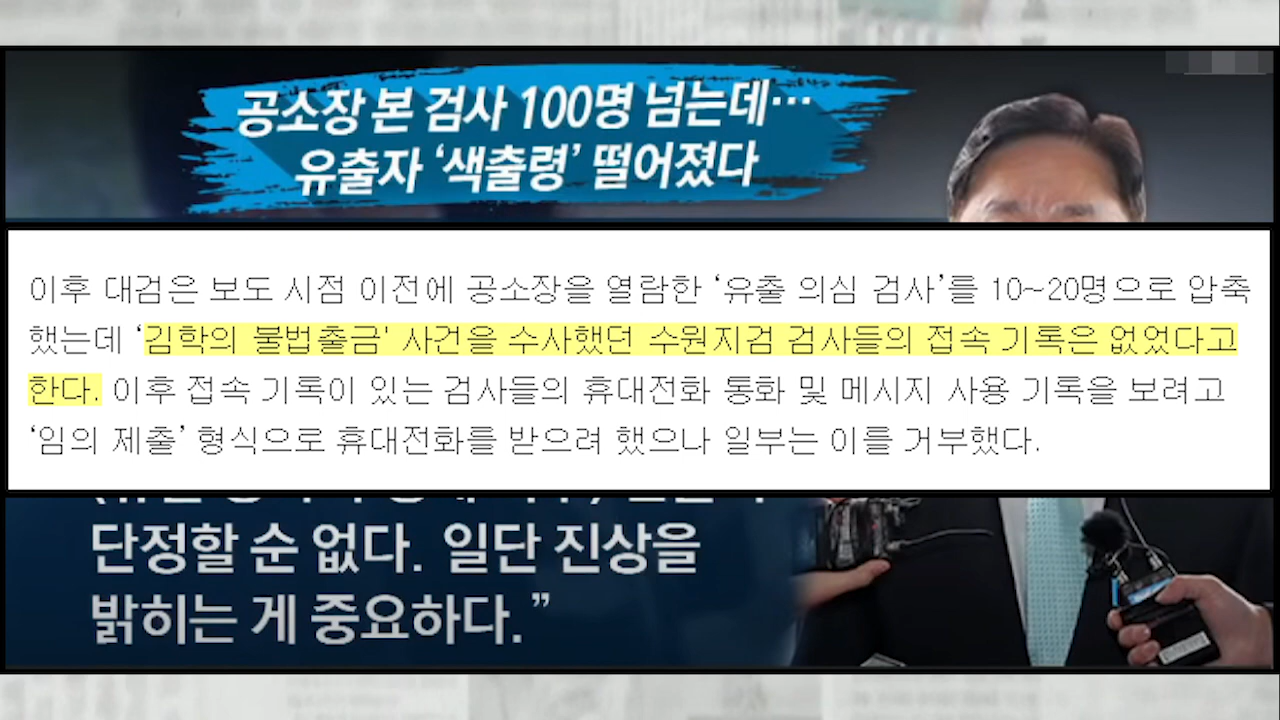 공소장 본 검사 100명 넘는데…
유출자 ‘색출령’ 떨어졌다
이후 대검은 보도 시점 이전에 공소장을 열람한 ‘유출 의심 검사’를 10~20명으로 압축
했는데 ‘김학의 불법출금' 사건을 수사했던 수원지검 검사들의 접속 기록은 없었다고
한다. 이후 접속 기록이 있는 검사들의 휴대전화 통화 및 메시지 사용 기록을 보려고
‘임의 제출’ 형식으로 휴대전화를 받으려 했으나 일부는 이를 거부했다.
단정할 순 없다. 일단 진상을
밝히는 게 중요하다.”